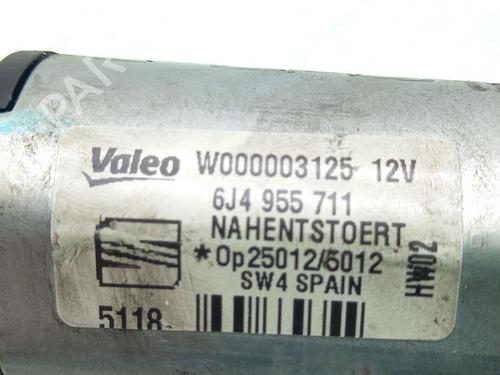 Valeo W000003125 12V
6J4 955 711
NAHENTSTOERT
*Op25012/5012
SW4 SPAIN
5118
HW02